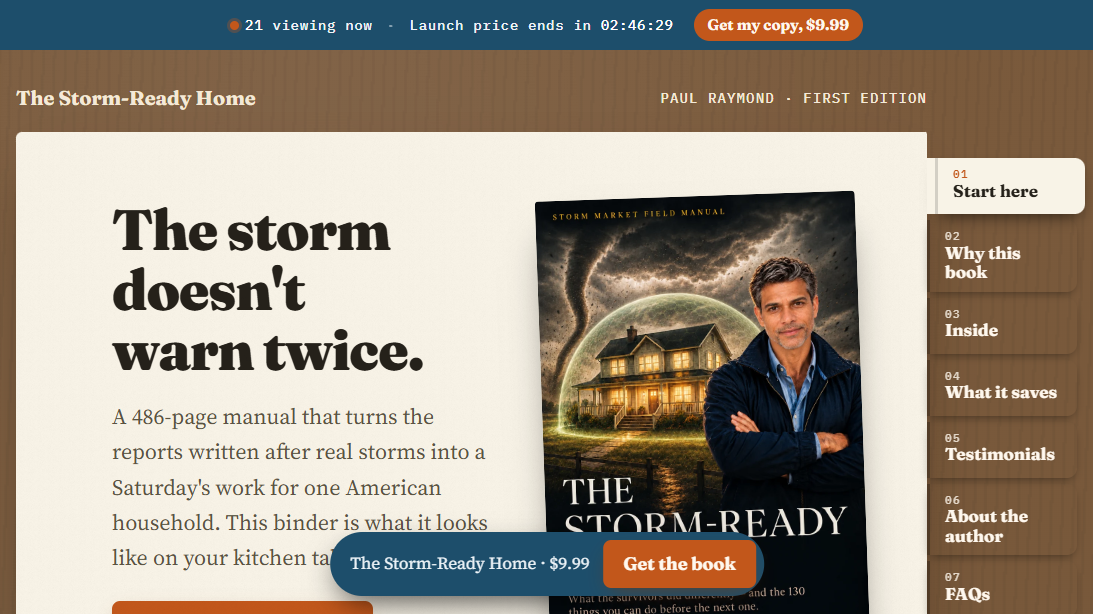 21 viewing now · Launch price ends in 02:46:29 Get my copy, $9.99
The Storm-Ready Home
PAUL RAYMOND · FIRST EDITION
The storm
doesn't
warn twice.
A 486-page manual that turns the
reports written after real storms into a
Saturday's work for one American
household. This binder is what it looks
like on your kitchen
STORM MARKET FIELD MANUAL
THE
STORM-READY
What the survivors did differently and the 130
things you can do before the next one.
The Storm-Ready Home · $9.99 Get the book
01
Start here
02
Why this
book
03
Inside
04
What it saves
05
Testimonials
06
About the
author
07
FAQs